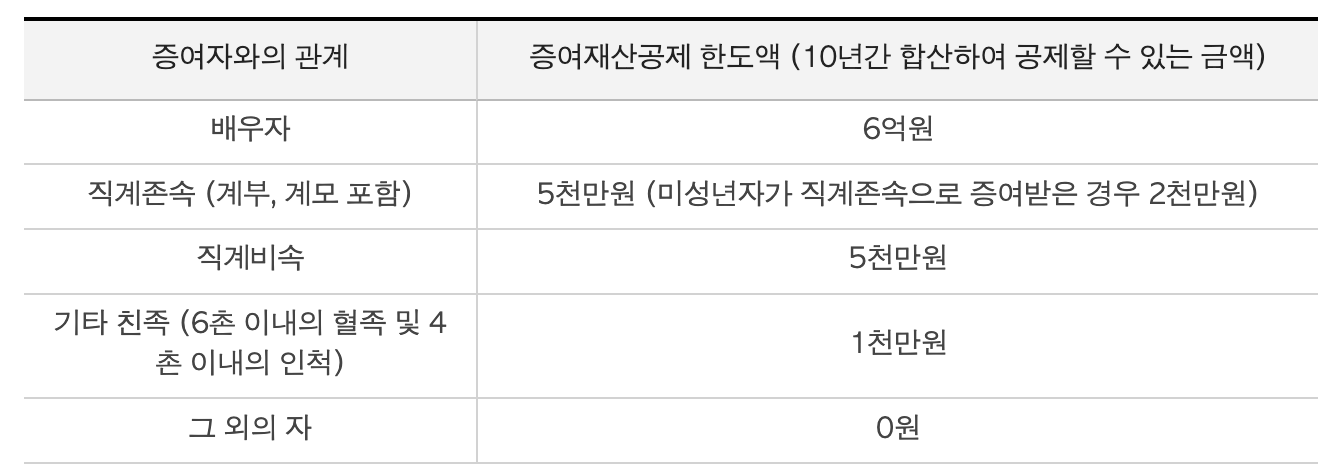 증여자와의 관계
증여재산공제 한도액 (10년간 합산하여 공제할 수 있는 금액)
배우자
6억원
직계존속 (계부, 계모 포함)
5천만원 (미성년자가 직계존속으로 증여받은 경우 2천만원)
직계비속
5천만원
기타 친족 (6촌 이내의 혈족 및 4
촌 이내의 인척)
1천만원
그 외의 자
0원